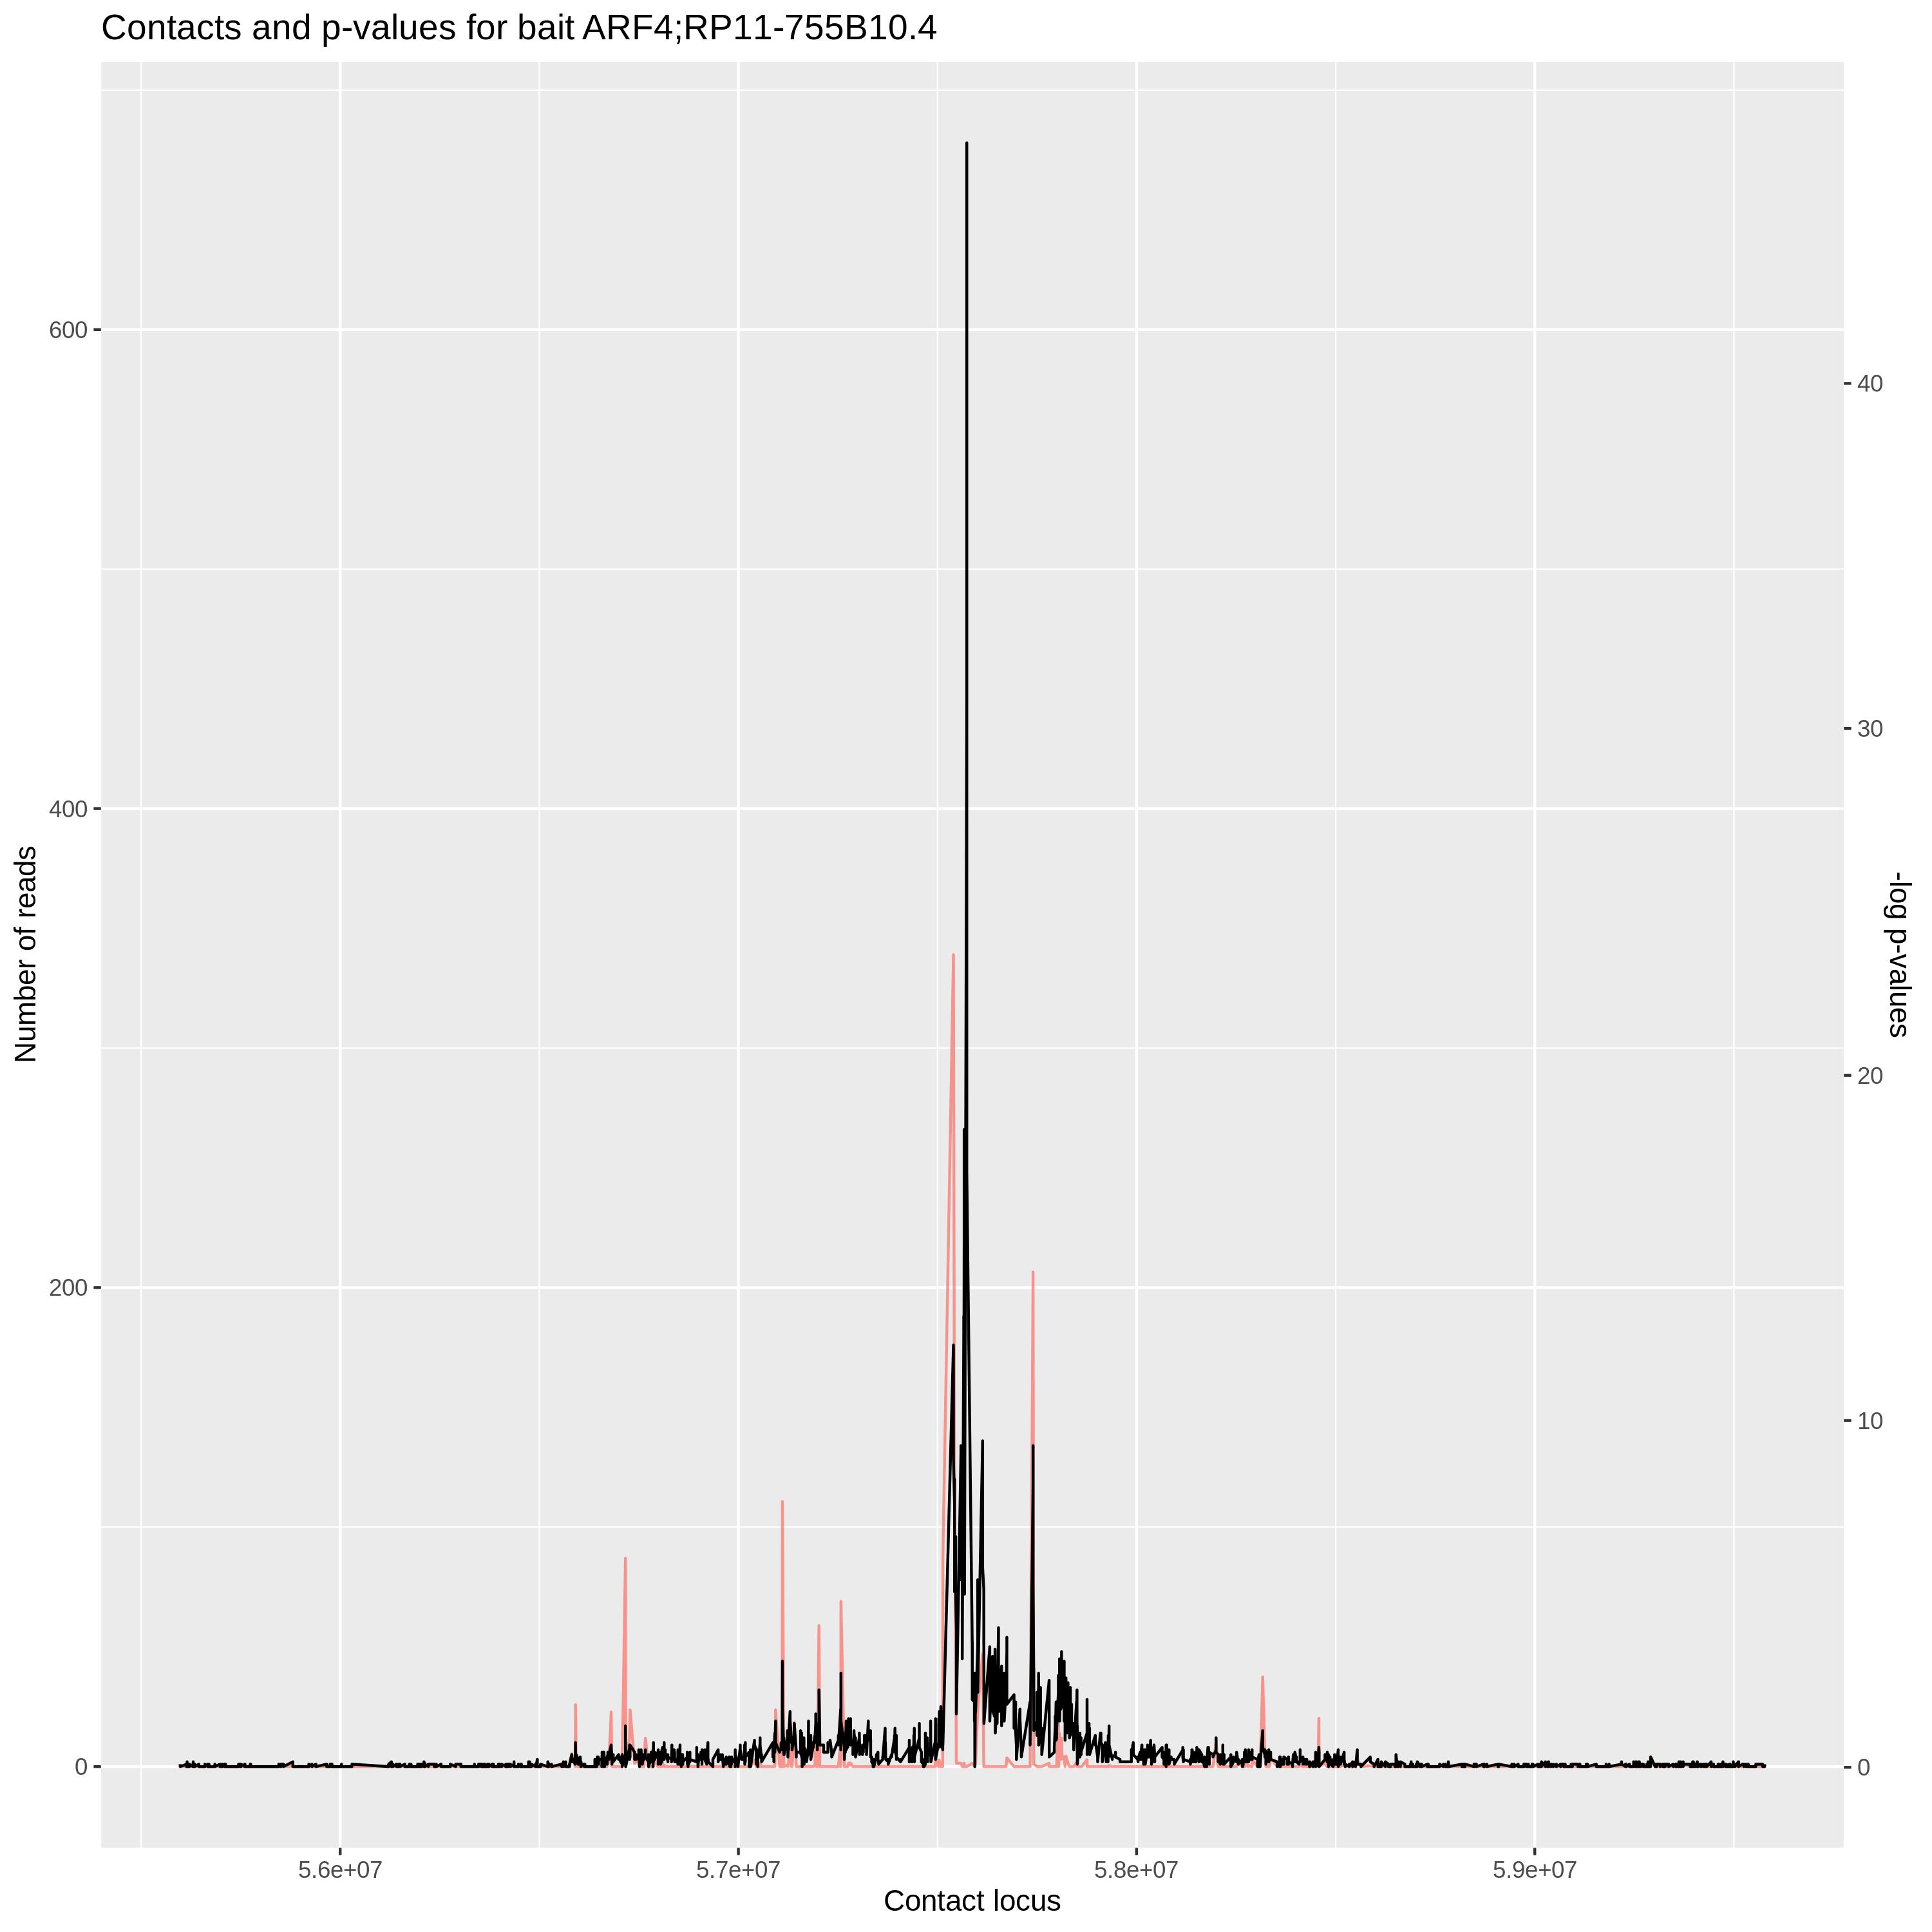 Contacts and p-values for bait ARF4;RP11-755B10.4
Number of reads
600
400
200
0
40
30
20
10
0
-log p-values
5.6e+07 5.7e+07 5.8e+07 5.9e+07
Contact locus